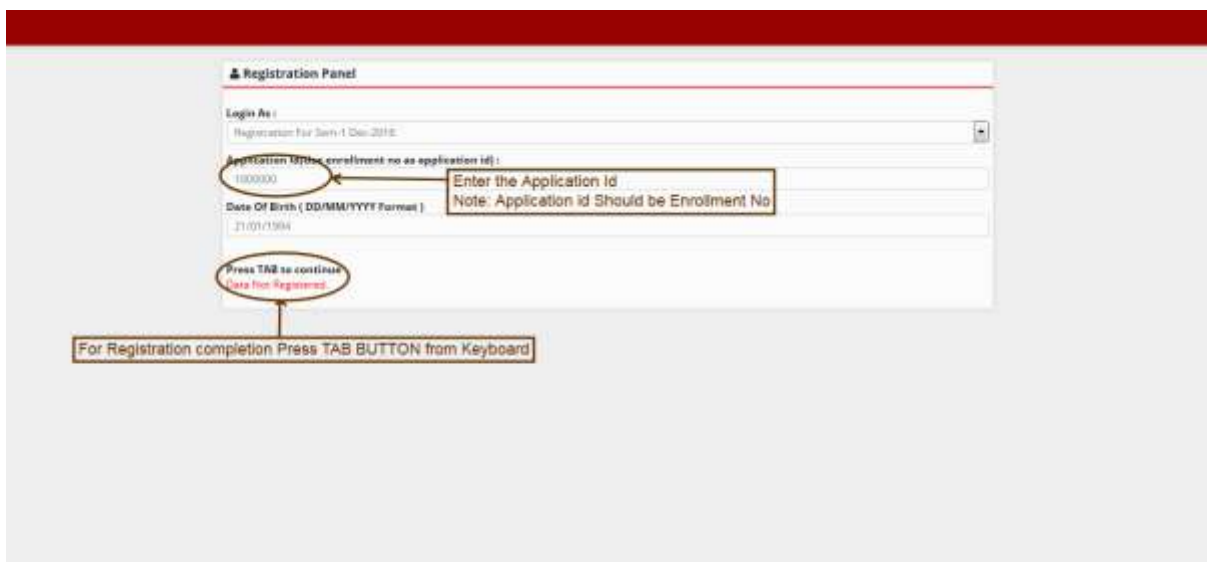 Registration Panel
Login As :
Registration For Sem-1 Dec-2018
Application Id(Use enrollment no as application id) :
1000000
Enter the Application Id
Note: Application id Should be Enrollment No
Date Of Birth ( DD/MM/YYYY Format )
21/01/1994
Press TAB to continue
Data Not Registered.
For Registration completion Press TAB BUTTON from Keyboard